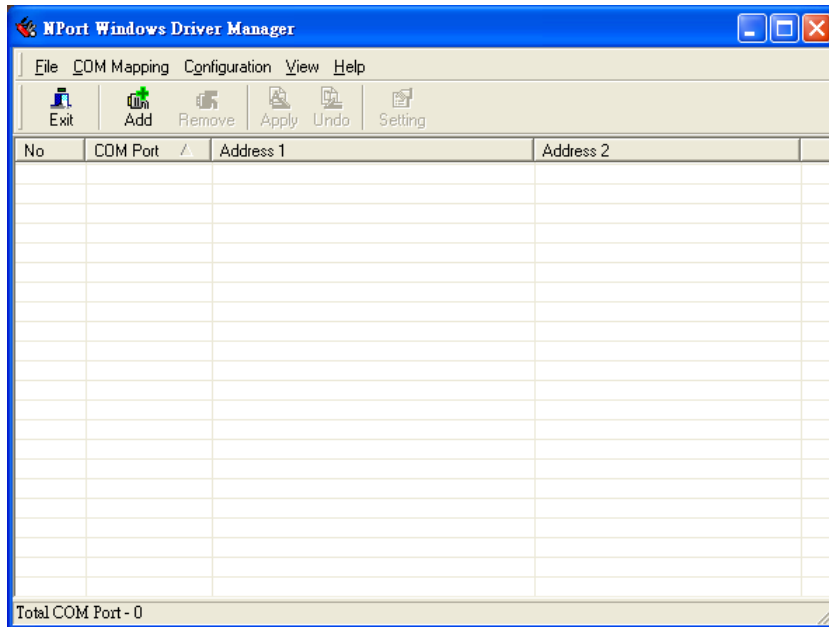 NPort Windows Driver Manager
File COM Mapping Configuration View Help
Exit Add Remove Apply Undo Setting
No COM Port Address 1 Address 2
Total COM Port - 0